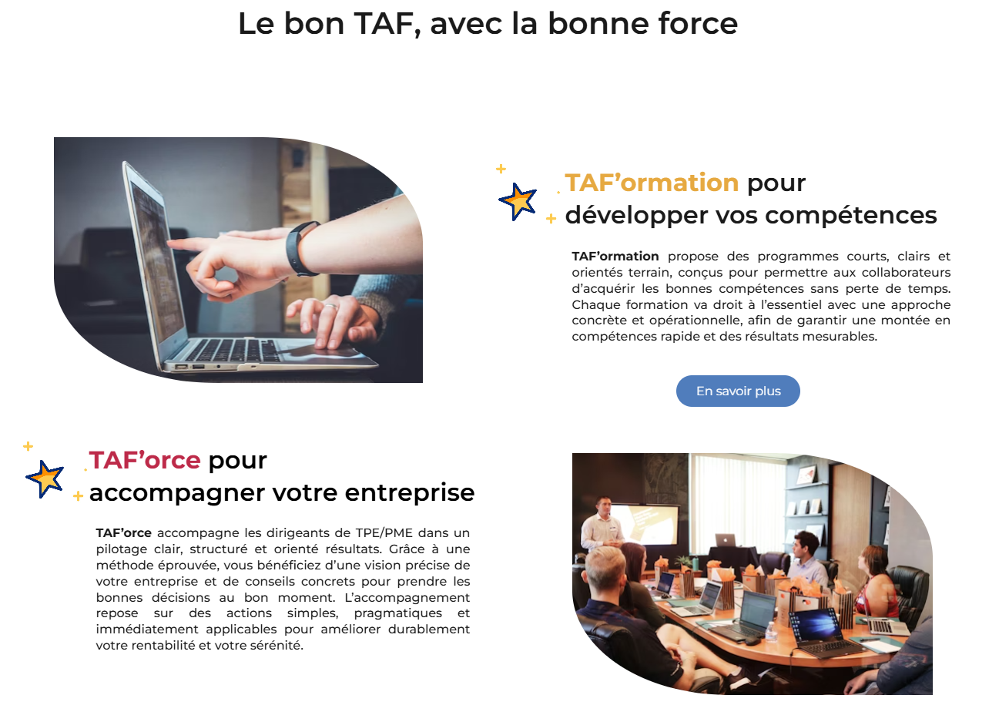 Le bon TAF, avec la bonne force
TAF’ormation pour
développer vos compétences
TAF’ormation propose des programmes courts, clairs et
orientés terrain, conçus pour permettre aux collaborateurs
d’acquérir les bonnes compétences sans perte de temps.
Chaque formation va droit à l’essentiel avec une approche
concrète et opérationnelle, afin de garantir une montée en
compétences rapide et des résultats mesurables.
En savoir plus
TAF’orce pour
accompagner votre entreprise
TAF’orce accompagne les dirigeants de TPE/PME dans un
pilotage clair, structuré et orienté résultats. Grâce à une
méthode éprouvée, vous bénéficiez d’une vision précise de
votre entreprise et de conseils concrets pour prendre les
bonnes décisions au bon moment. L’accompagnement
repose sur des actions simples, pragmatiques et
immédiatement applicables pour améliorer durablement
votre rentabilité et votre sérénité.